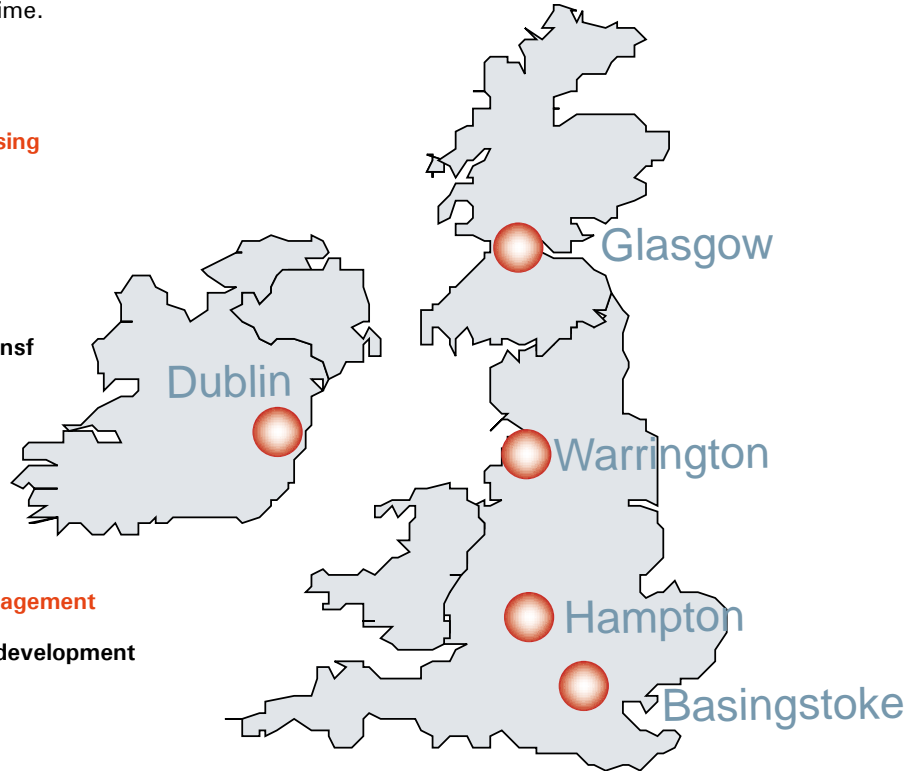 ime.
sing
Glasgow
nsf
Dublin
Warrington
agement
Hampton
development
Basingstoke